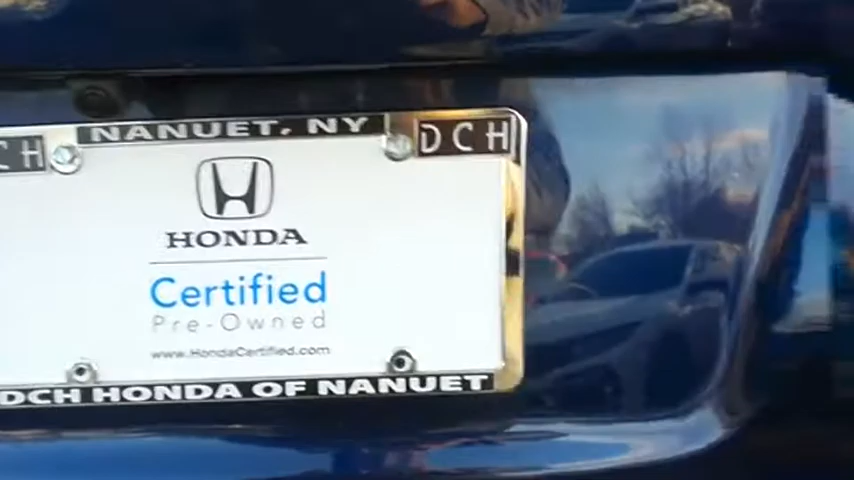 CH NANUET, NY DCH
HONDA
Certified
Pre-Owned
www.HondaCertified.com
DCH HONDA OF NANUET